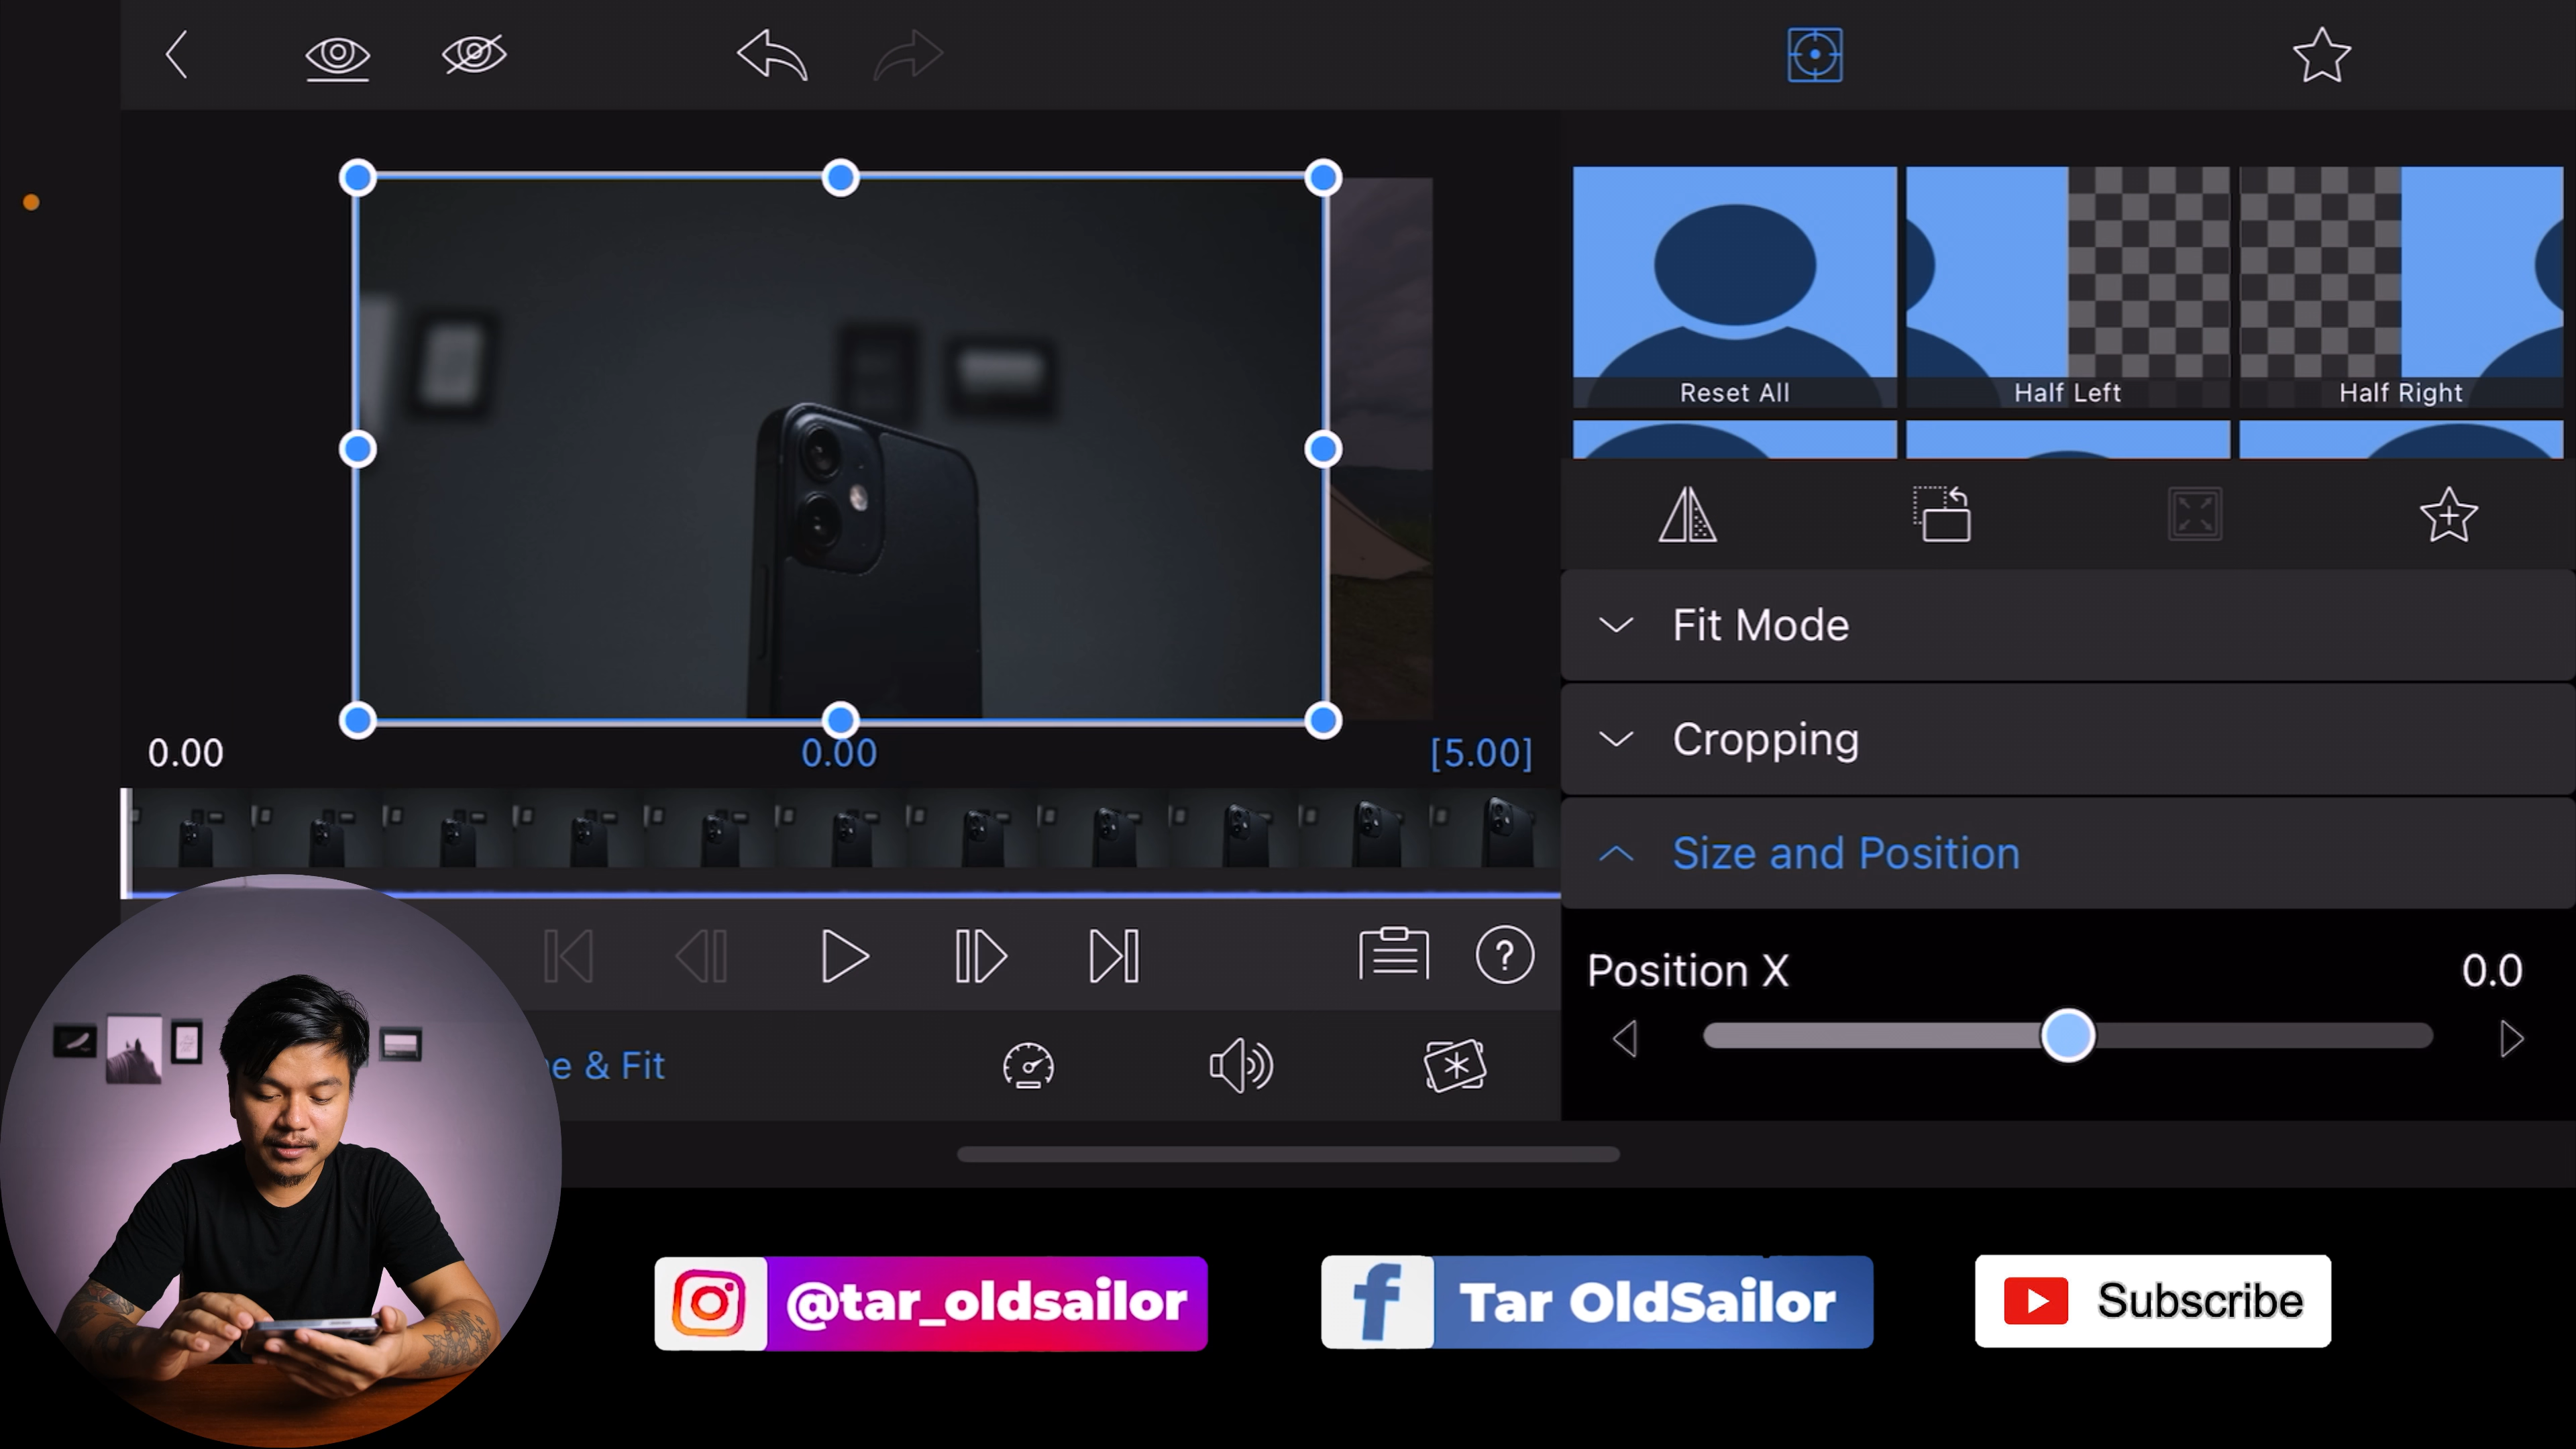 Reset All
Half Left
Half Right
Fit Mode
Cropping
Size and Position
0.00
0.00
[5.00]
Position X
0.0
& Fit
@tar_oldsailor
Tar OldSailor
Subscribe